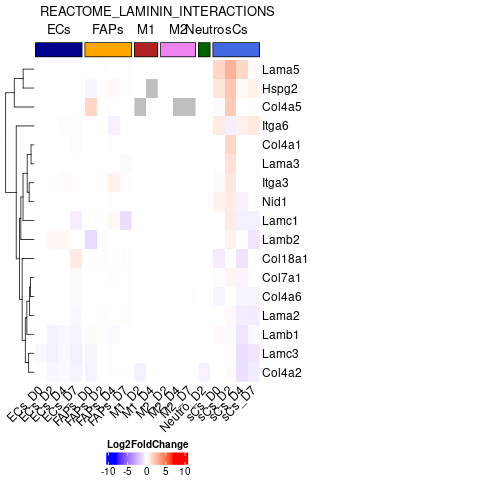 REACTOME_LAMININ_INTERACTIONS
ECs FAPs M1 M2 Neutros sCs
Lama5
Hspg2
Col4a5
Itga6
Col4a1
Lama3
Itga3
Nid1
Lamc1
Lamb2
Col18a1
Col7a1
Col4a6
Lama2
Lamb1
Lamc3
Col4a2
ECs_D0
ECs_D2
ECs_D4
ECs_D7
FAPs_D0
FAPs_D2
FAPs_D4
FAPs_D7
M1_D2
M1_D4
M2_D2
M2_D4
M2_D7
Neutro_D2
sCs_D0
sCs_D2
sCs_D4
sCs_D7
Log2FoldChange
-10 -5 0 5 10